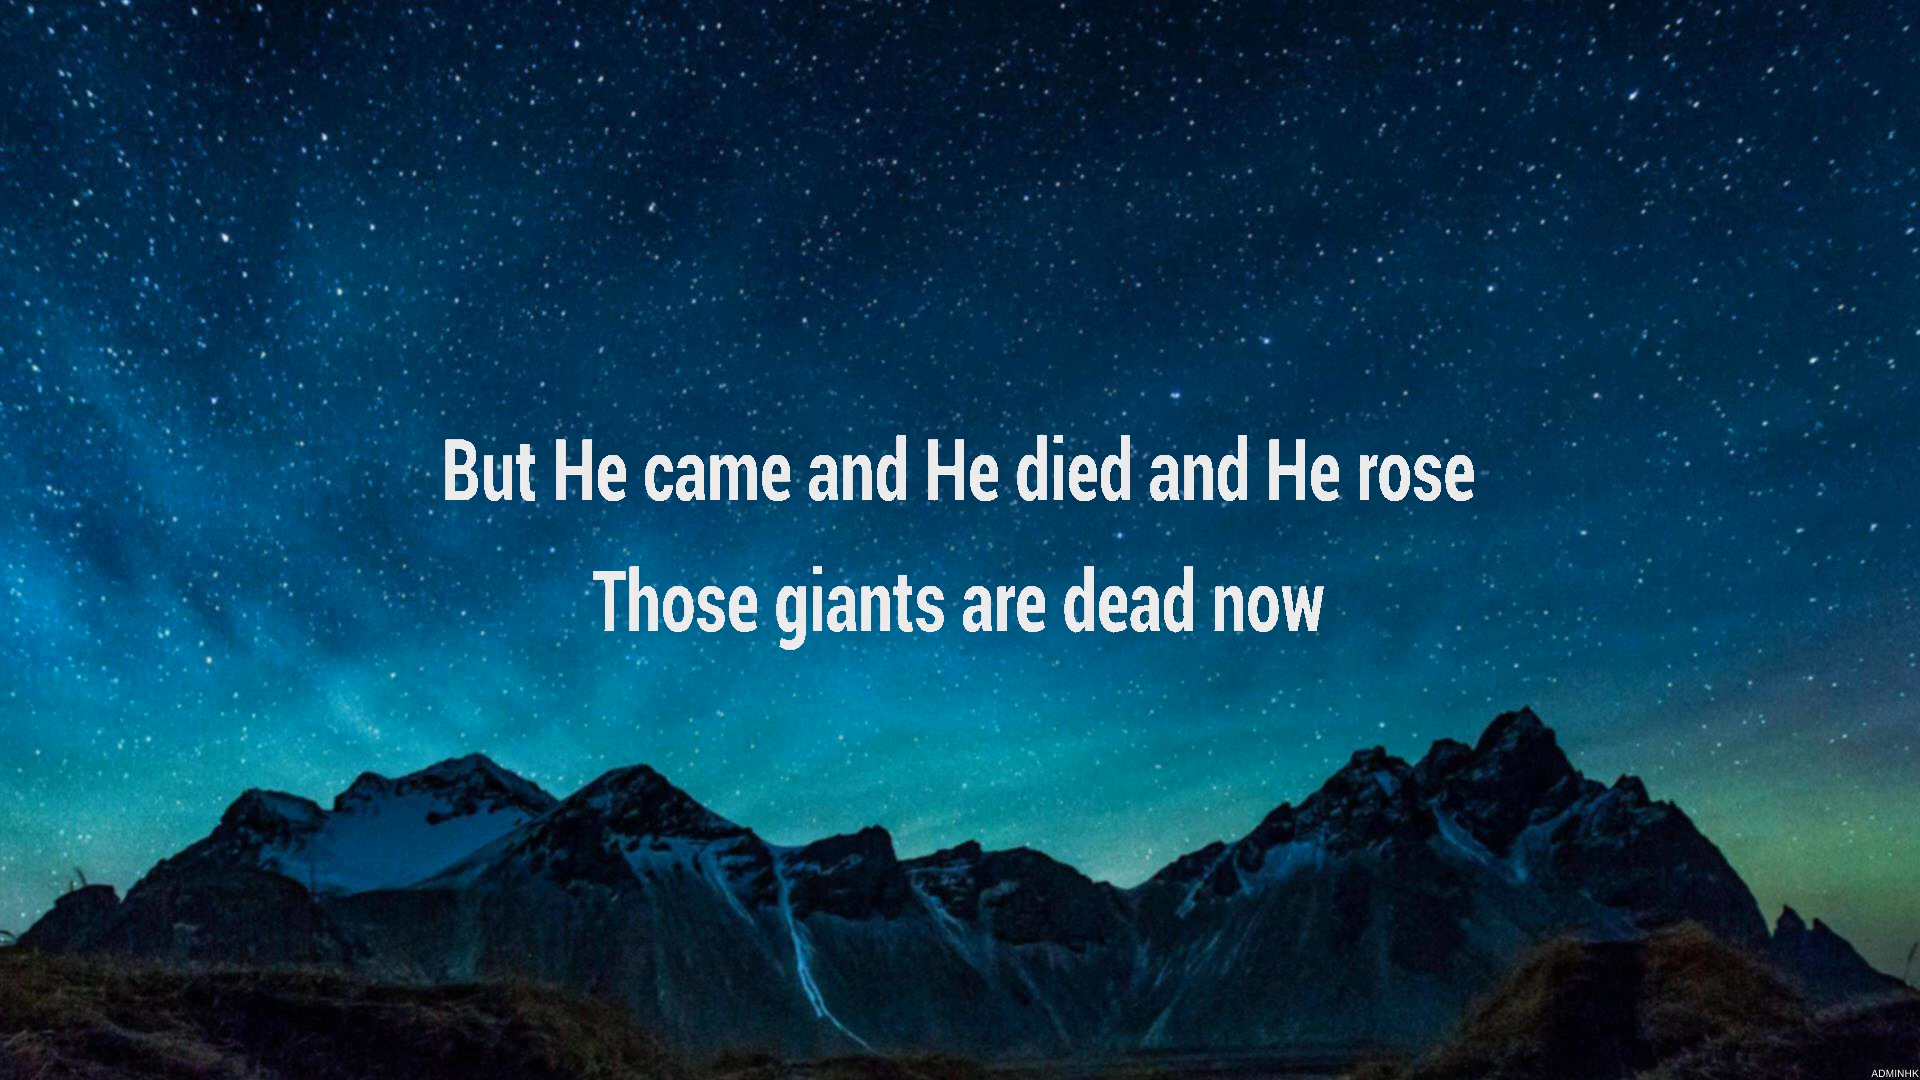 But He came and He died and He rose
Those giants are dead now
ADMINHK